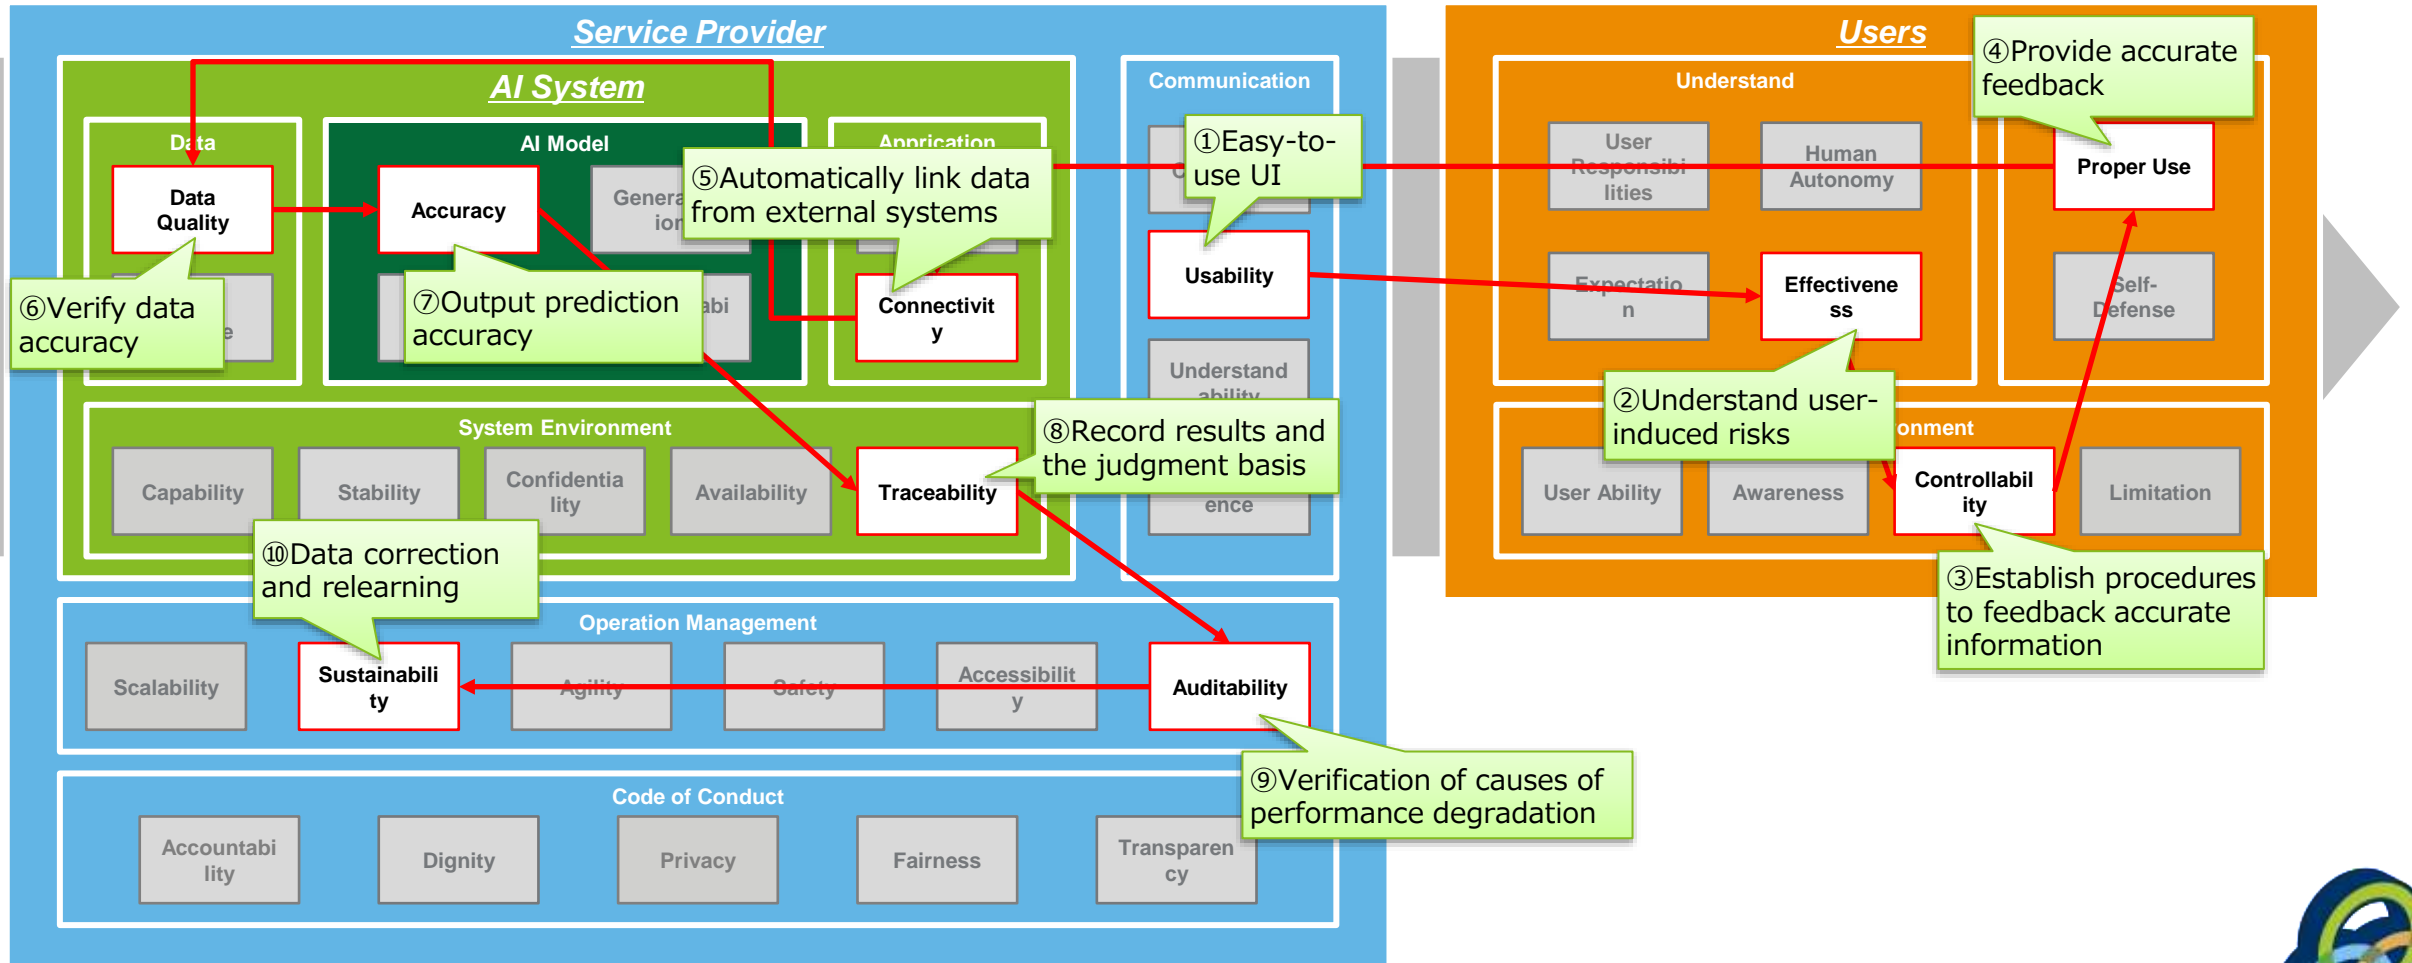 Service Provider
AI System
Data
Data
Quality
⑥Verify data
accuracy
AI Model
Accuracy
⑦Output prediction
accuracy
Apprication
⑤Automatically link data
from external systems
Connectivit
y
System Environment
Capability
Stability
Confidentia
lity
Availability
Traceability
⑧Record results and
the judgment basis
Communication
①Easy-to-
use UI
Usability
Understand
ability
ence
⑩Data correction
and relearning
Operation Management
Scalability
Sustainabili
ty
Agility
Safety
Accessibilit
y
Auditability
⑨Verification of causes of
performance degradation
Code of Conduct
Accountabi
lity
Dignity
Privacy
Fairness
Transparen
cy
Users
Understand
User
Responsibi
lities
Human
Autonomy
Expectatio
n
Effectivene
ss
②Understand user-
induced risks
④Provide accurate
feedback
Proper Use
Self-
Defense
onment
User Ability
Awareness
Controllabil
ity
Limitation
③Establish procedures
to feedback accurate
information